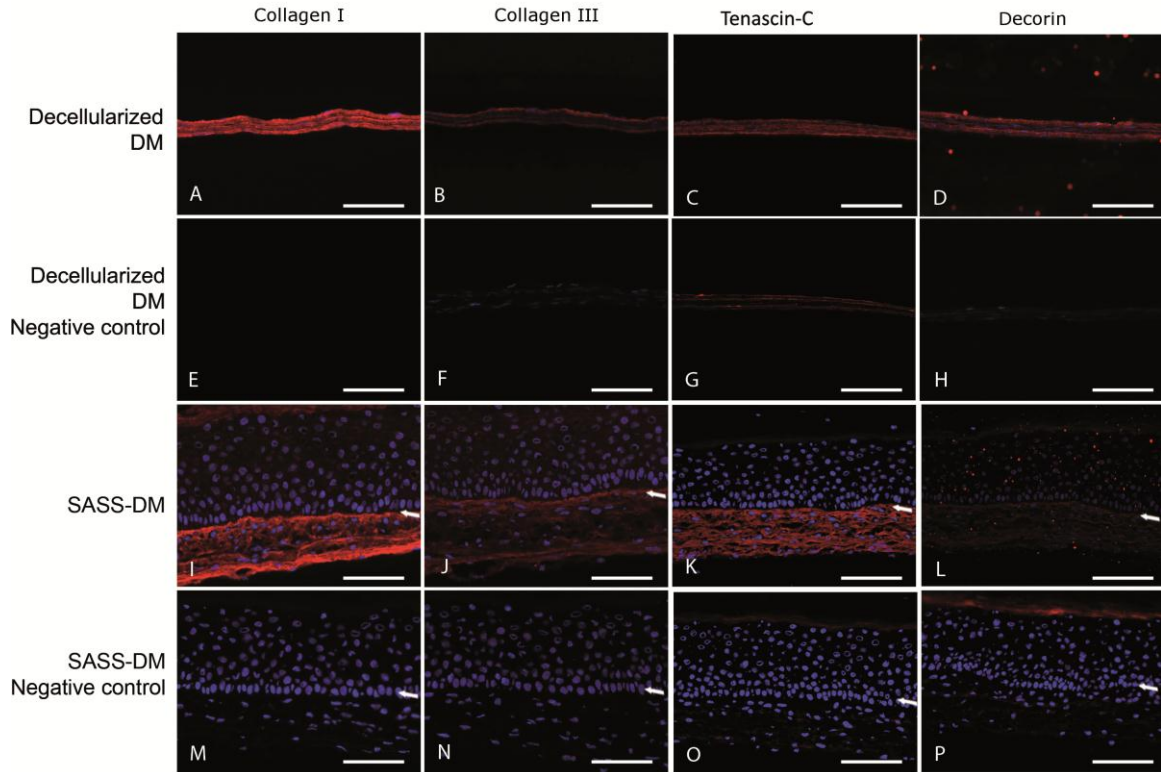 Collagen I
Collagen III
Tenascin-C
Decorin
Decellularized
DM
A
B
C
D
Decellularized
DM
Negative control
E
F
G
H
SASS-DM
I
J
K
L
SASS-DM
Negative control
M
N
O
P